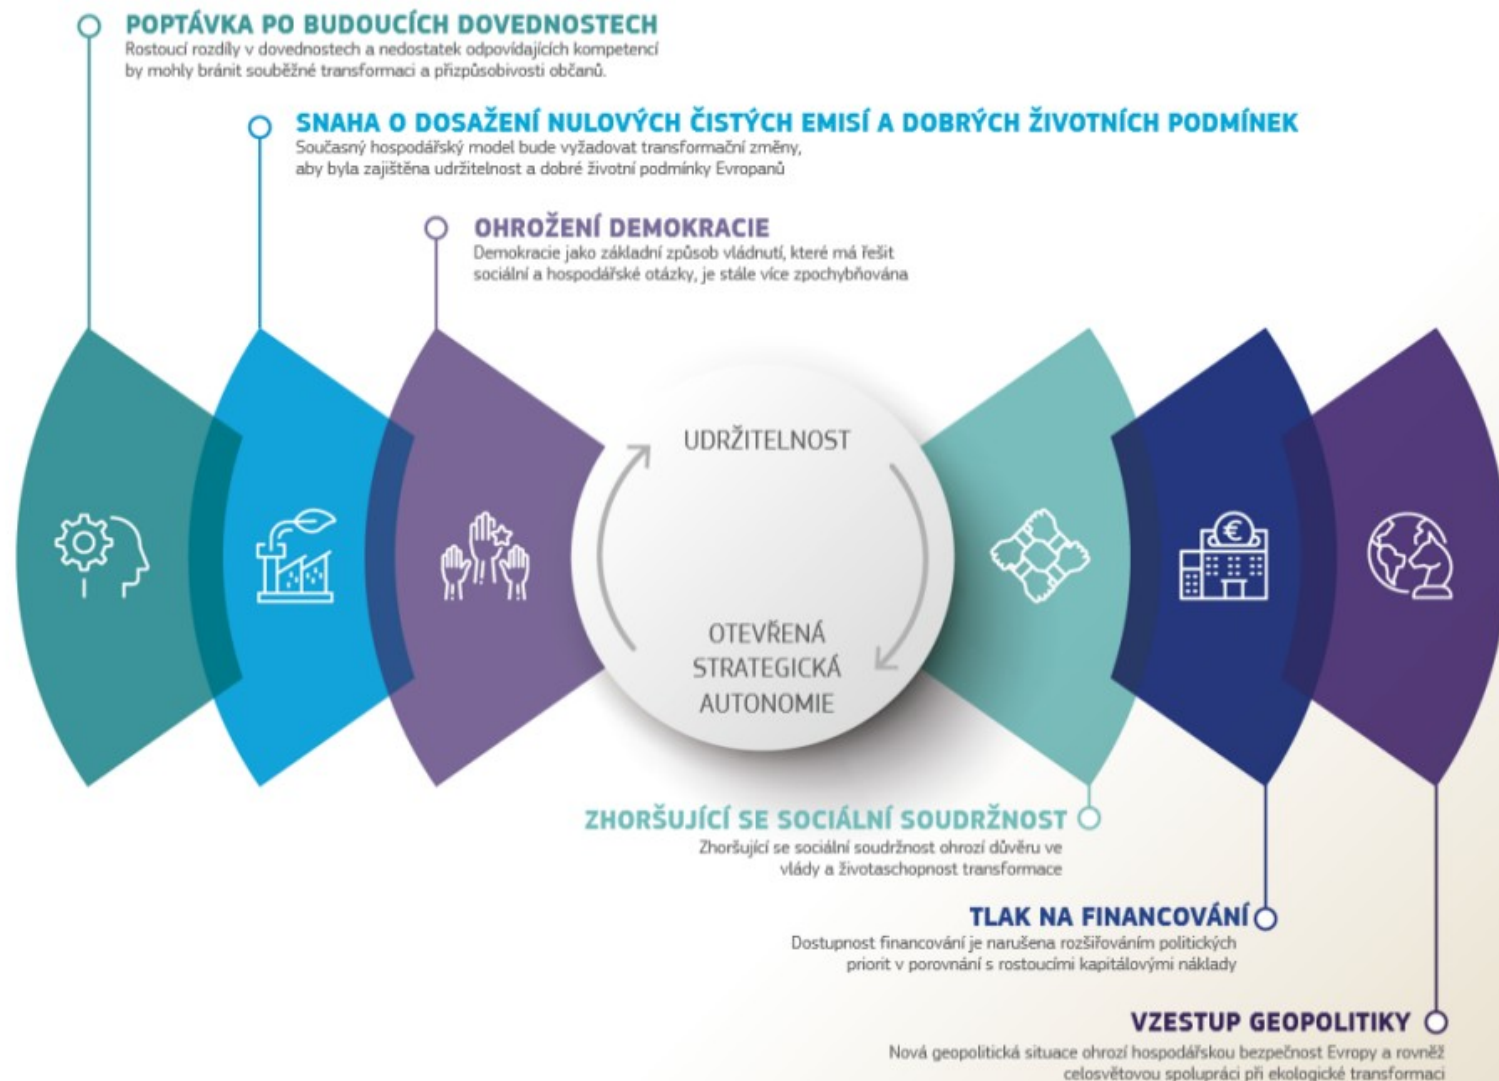 POPTÁVKA PO BUDOUCÍCH DOVEDNOSTECH
Rostoucí rozdíly v dovednostech a nedostatek odpovídajících kompetencí
by mohly bránit souběžné transformaci a přizpůsobivosti občanů.
SNAHA O DOSAŽENÍ NULOVÝCH ČISTÝCH EMISÍ A DOBRÝCH ŽIVOTNÍCH PODMÍNEK
Současný hospodářský model bude vyžadovat transformační změny,
aby byla zajištěna udržitelnost a dobré životní podmínky Evropanů
OHROŽENÍ DEMOKRACIE
Demokracie jako základní způsob vládnutí, které má řešit
sociální a hospodářské otázky, je stále více zpochybňována
UDRŽITELNOST
€
OTEVŘENÁ
STRATEGICKÁ
AUTONOMIE
ZHORŠUJÍCÍ SE SOCIÁLNÍ SOUDRŽNOST
Zhoršující se sociální soudržnost ohrozí důvěru ve
vlády a životaschopnost transformace
TLAK NA FINANCOVÁNÍ
Dostupnost financování je narušena rozšiřováním politických
priorit v porovnání s rostoucími kapitálovými náklady
VZESTUP GEOPOLITIKY
Nová geopolitická situace ohrozí hospodářskou bezpečnost Evropy a rovněž
celosvětovou spolupráci při ekologické transformaci